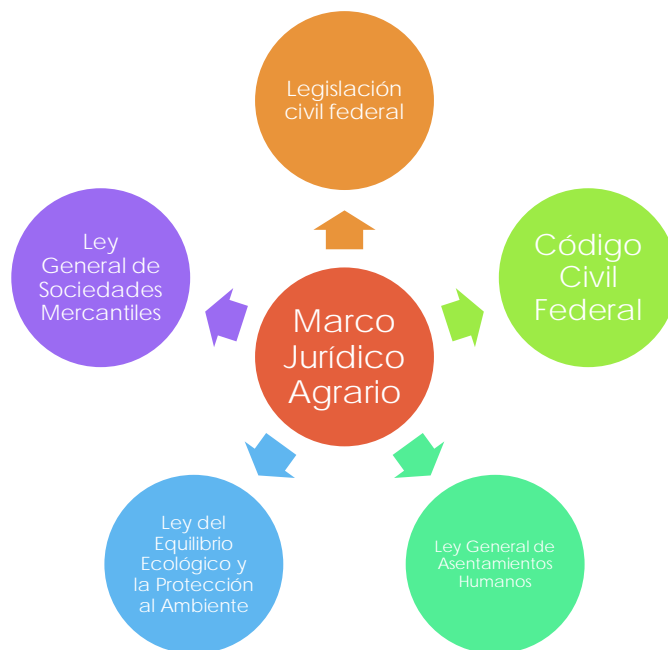 Legislación
civil federal
Ley
General de
Sociedades
Mercantiles
Código
Civil
Federal
Marco
Jurídico
Agrario
Ley del
Equilibrio
Ecológico y
la Protección
al Ambiente
Ley General de
Asentamientos
Humanos